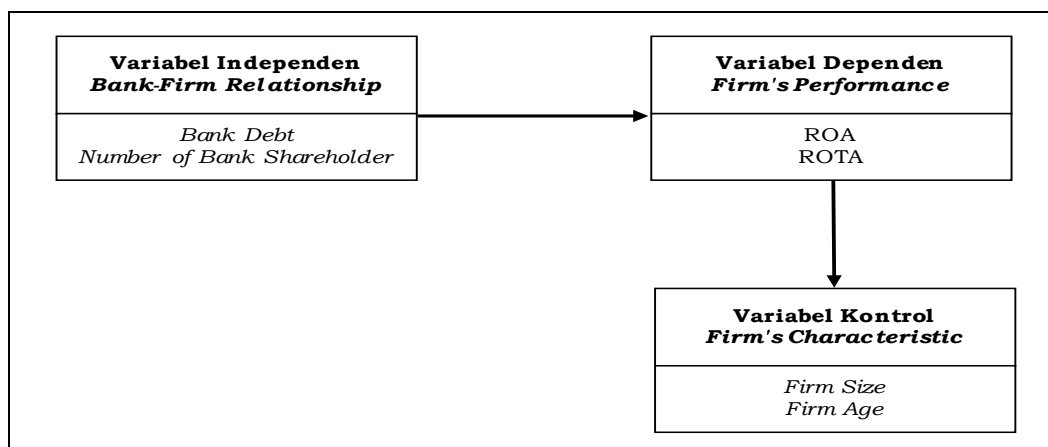 Variabel Independen
Bank-Firm Relationship
Bank Debt
Number of Bank Shareholder
Variabel Dependen
Firm's Performance
ROA
ROTA
Variabel Kontrol
Firm's Characteristic
Firm Size
Firm Age